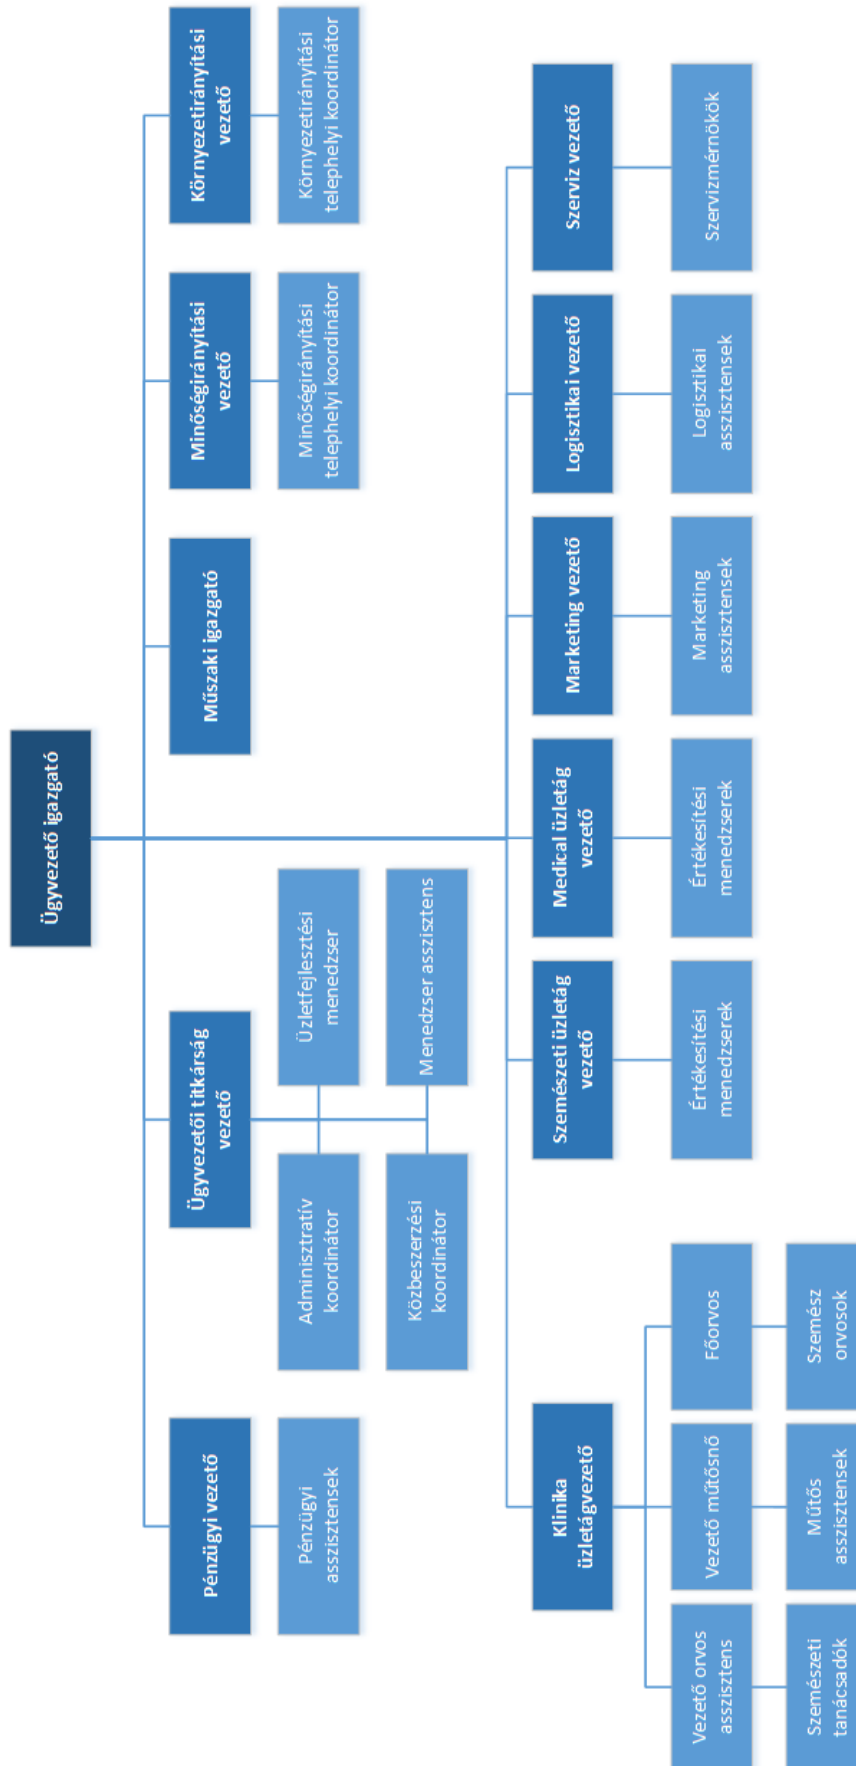 Ügyvezető igazgató
Pénzügyi vezető
Ügyvezetői titkárság
vezető
Műszaki igazgató
Minőségirányítási
vezető
Környezetirányítási
vezető
Pénzügyi
asszisztensek
Adminisztratív
koordinátor
Üzletfejlesztési
menedzser
Minőségirányítási
telephelyi koordinátor
Környezetirányítási
telephelyi koordinátor
Közbeszerzési
koordinátor
Menedzser asszisztens
Klinika
üzletágvezető
Szemészeti üzletág
vezető
Medical üzletág
vezető
Marketing vezető
Logisztikai vezető
Szerviz vezető
Vezető orvos
asszisztens
Vezető műtősnő
Főorvos
Értékesítési
menedzserek
Értékesítési
menedzserek
Marketing
asszisztensek
Logisztikai
asszisztensek
Szervizmérnökök
Szemészeti
tanácsadók
Műtős
asszisztensek
Szemész
orvosok